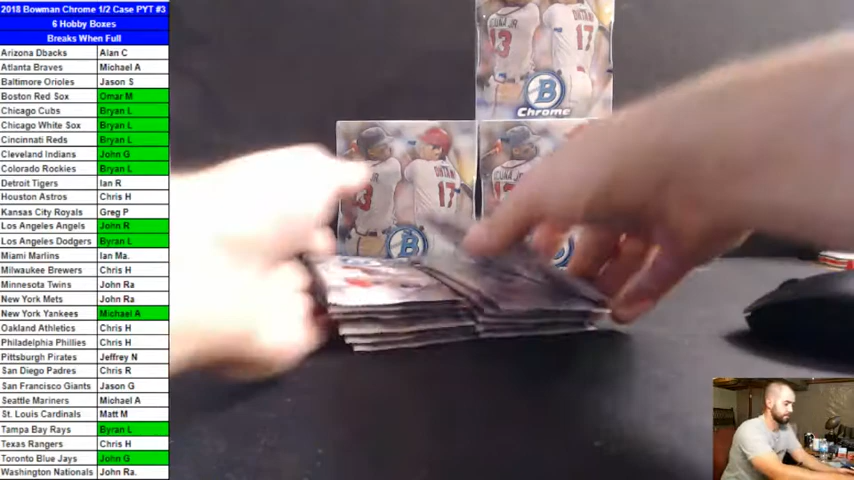 2018 Bowman Chrome 1/2 Case PYT #3
6 Hobby Boxes
Breaks When Full
Arizona Dbacks Alan C
Atlanta Braves Michael A
Baltimore Orioles Jason S
Boston Red Sox Omar M
Chicago Cubs Bryan L
Chicago White Sox Bryan L
Cincinnati Reds Bryan L
Cleveland Indians John G
Colorado Rockies Bryan L
Detroit Tigers Ian R
Houston Astros Chris H
Kansas City Royals Greg P
Los Angeles Angels John R
Los Angeles Dodgers Byran L
Miami Marlins Ian Ma.
Milwaukee Brewers Chris H
Minnesota Twins John Ra
New York Mets John Ra
New York Yankees Michael A
Oakland Athletics Chris H
Philadelphia Phillies Chris H
Pittsburgh Pirates Jeffrey N
San Diego Padres Chris R
San Francisco Giants Jason G
Seattle Mariners Michael A
St. Louis Cardinals Matt M
Tampa Bay Rays Byran L
Texas Rangers Chris H
Toronto Blue Jays John G
Washington Nationals John Ra.
13
17
B
Chrome
17
B